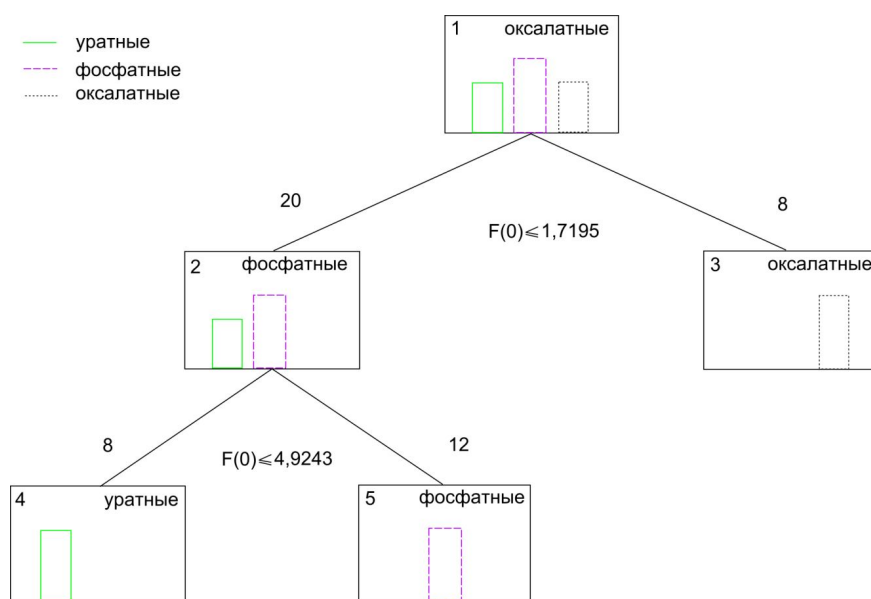 уратные
фосфатные
оксалатные
1 оксалатные
20
F(0)⩽1,7195
8
2 фосфатные
3 оксалатные
8
F(0)⩽4,9243
12
4 уратные
5 фосфатные